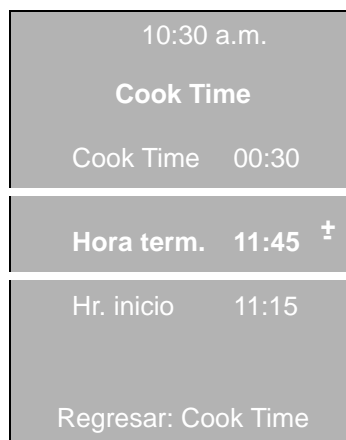 10:30 a.m.
Cook Time
Cook Time 00:30
Hora term. 11:45 ±
Hr. inicio 11:15
Regresar: Cook Time